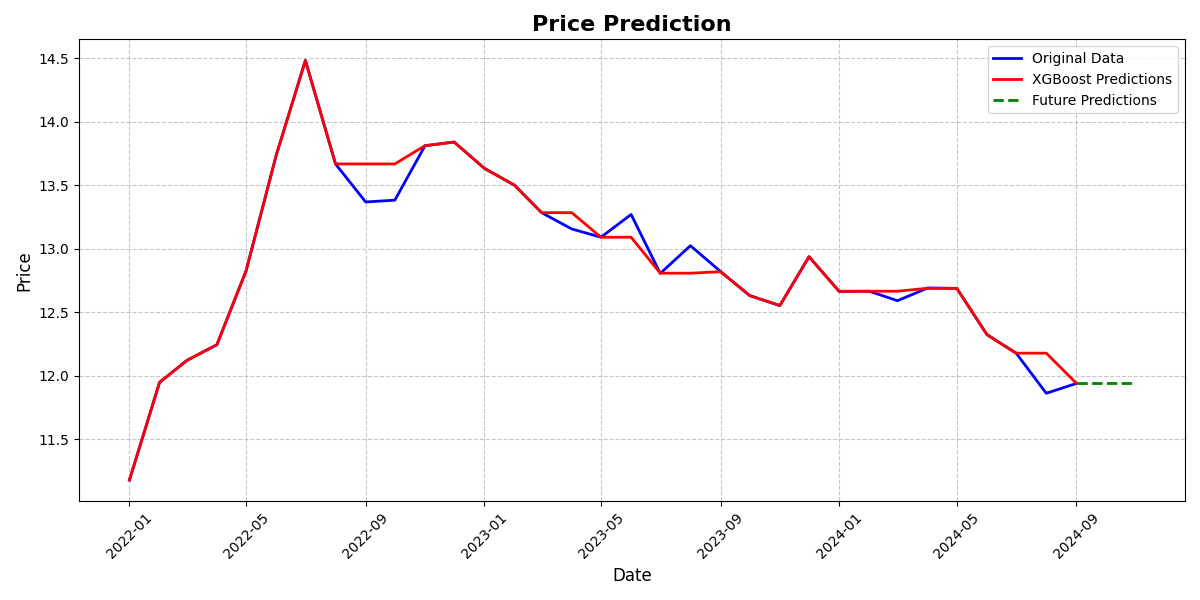 Price Prediction
Original Data
XGBoost Predictions
Future Predictions
Price
14.5
14.0
13.5
13.0
12.5
12.0
11.5
2022-01
2022-05
2022-09
2023-01
2023-05
2023-09
2024-01
2024-05
2024-09
Date